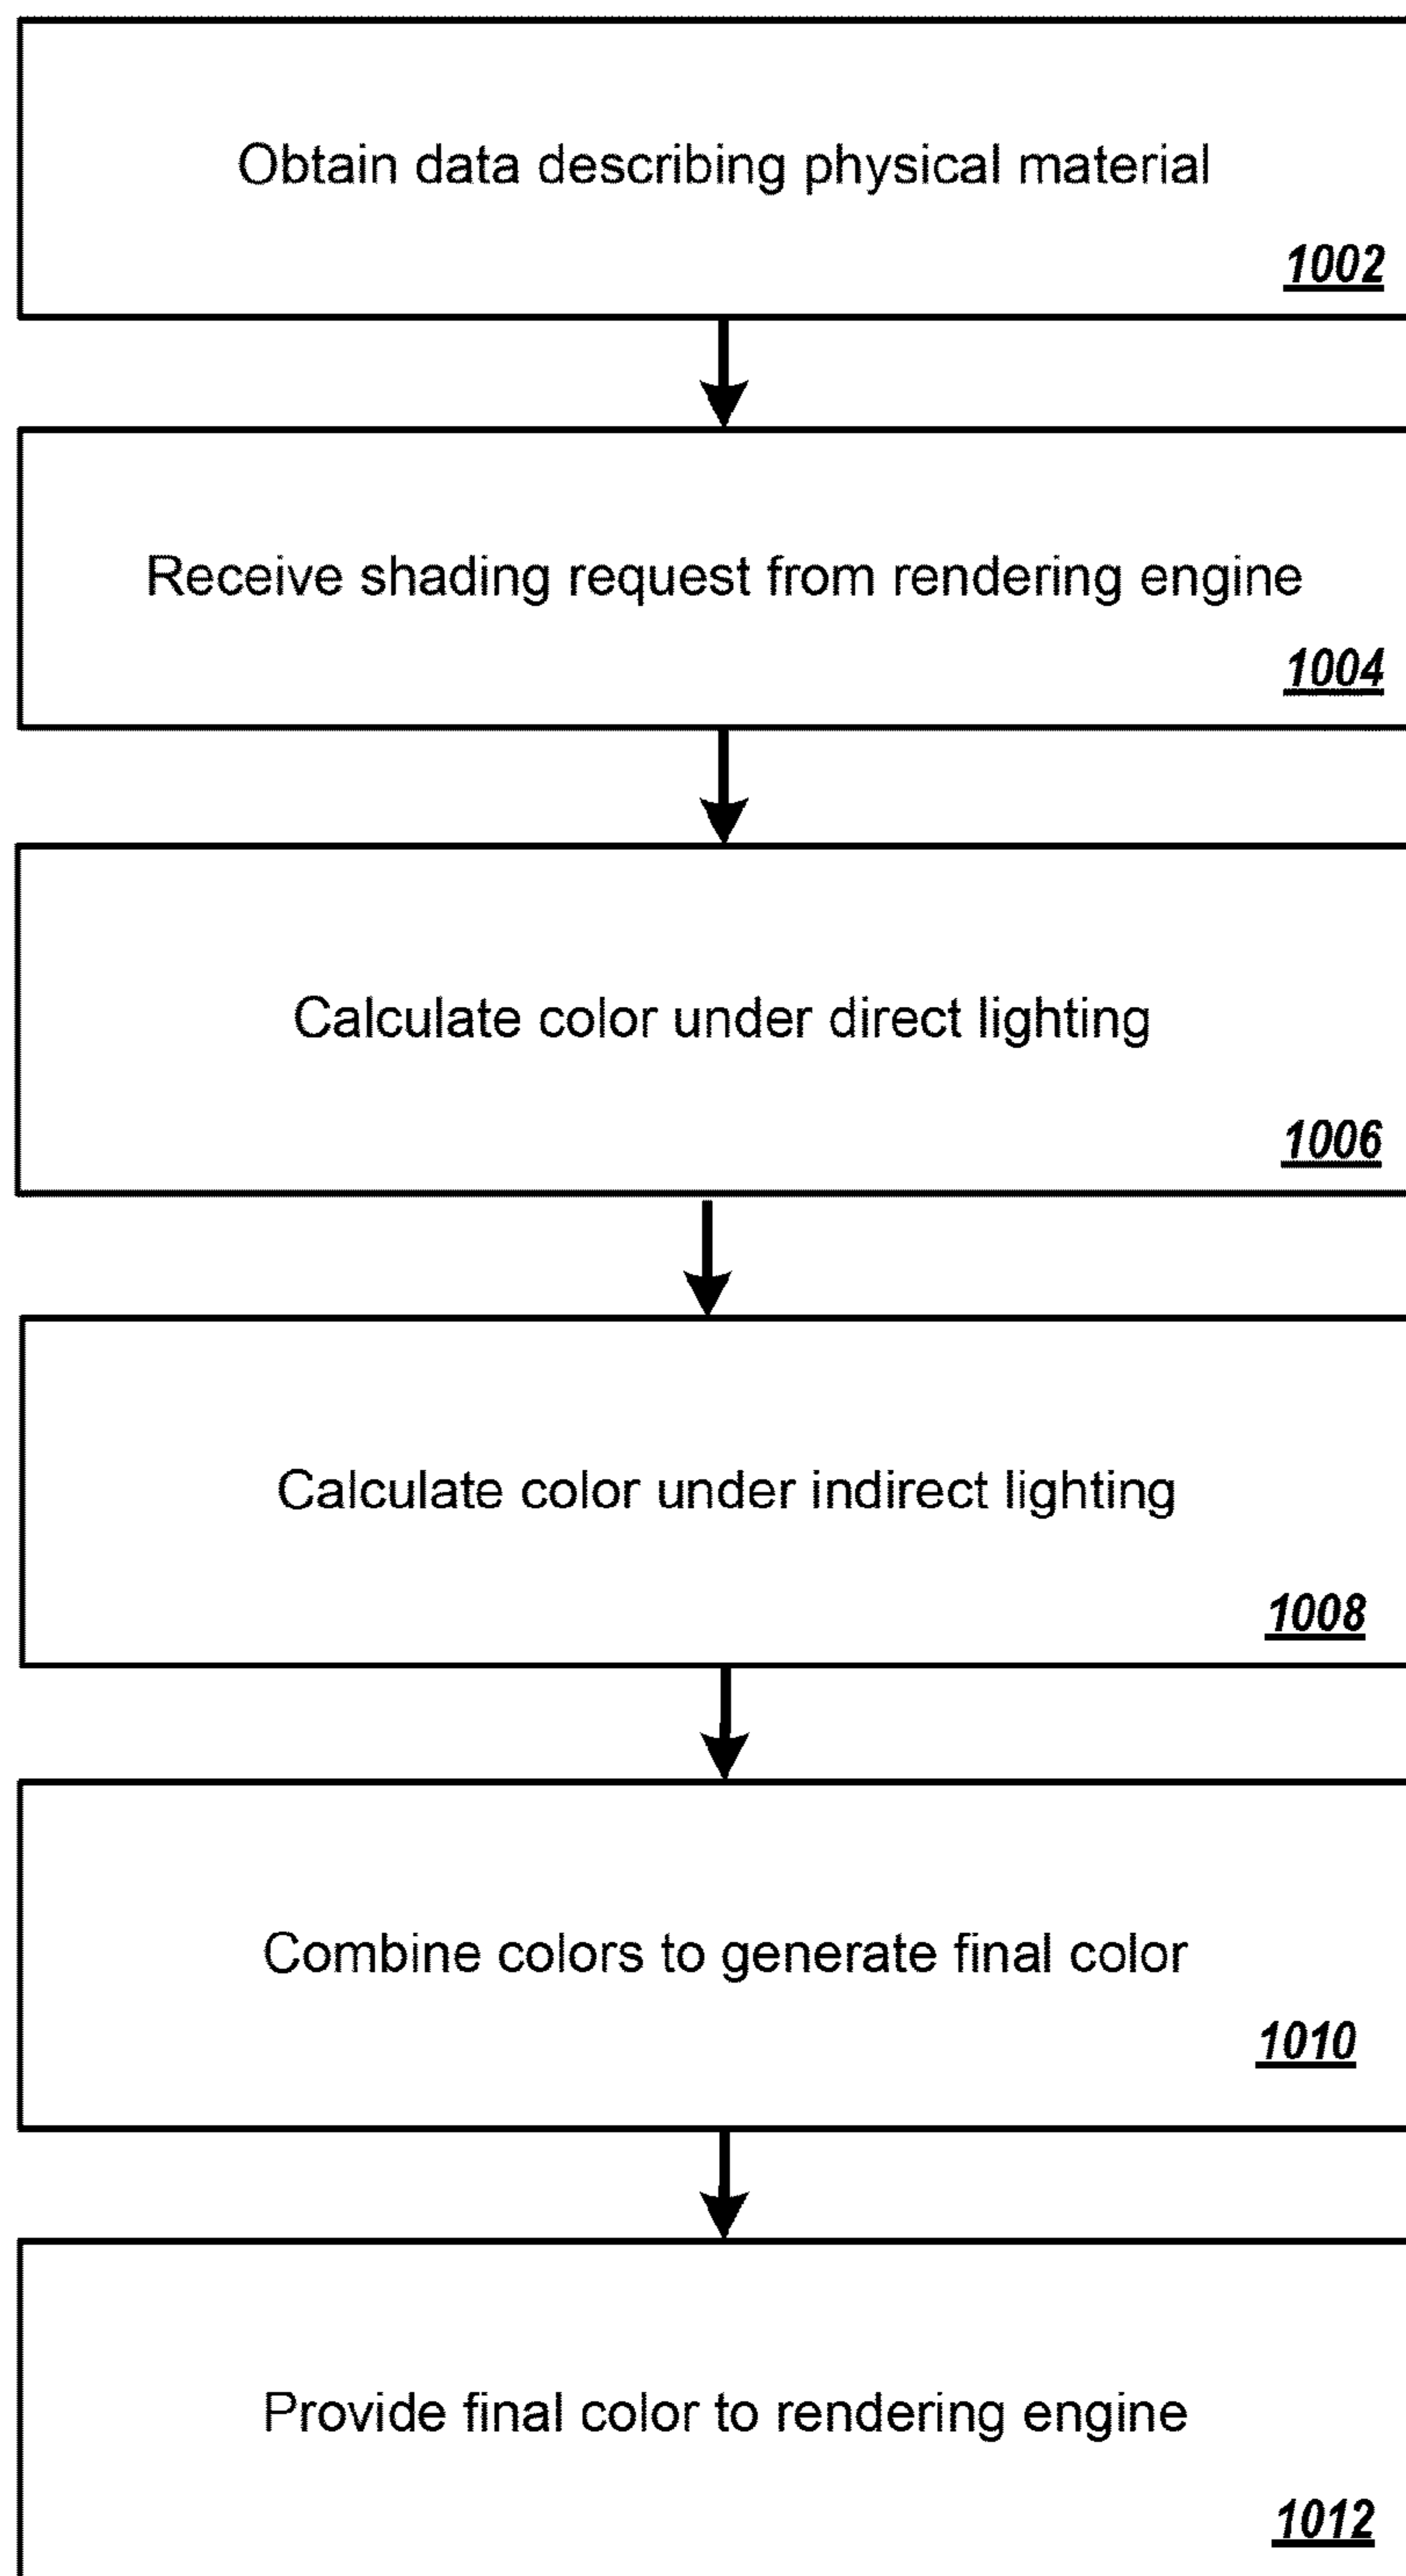 Obtain data describing physical material
1002
Receive shading request from rendering engine
1004
Calculate color under direct lighting
1006
Calculate color under indirect lighting
1008
Combine colors to generate final color
1010
Provide final color to rendering engine
1012